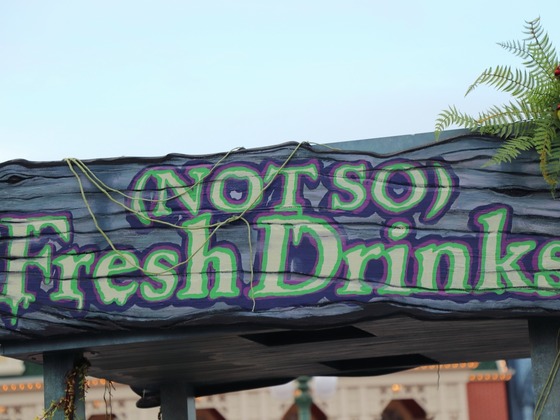 (NOT SO)
Fresh Drinks